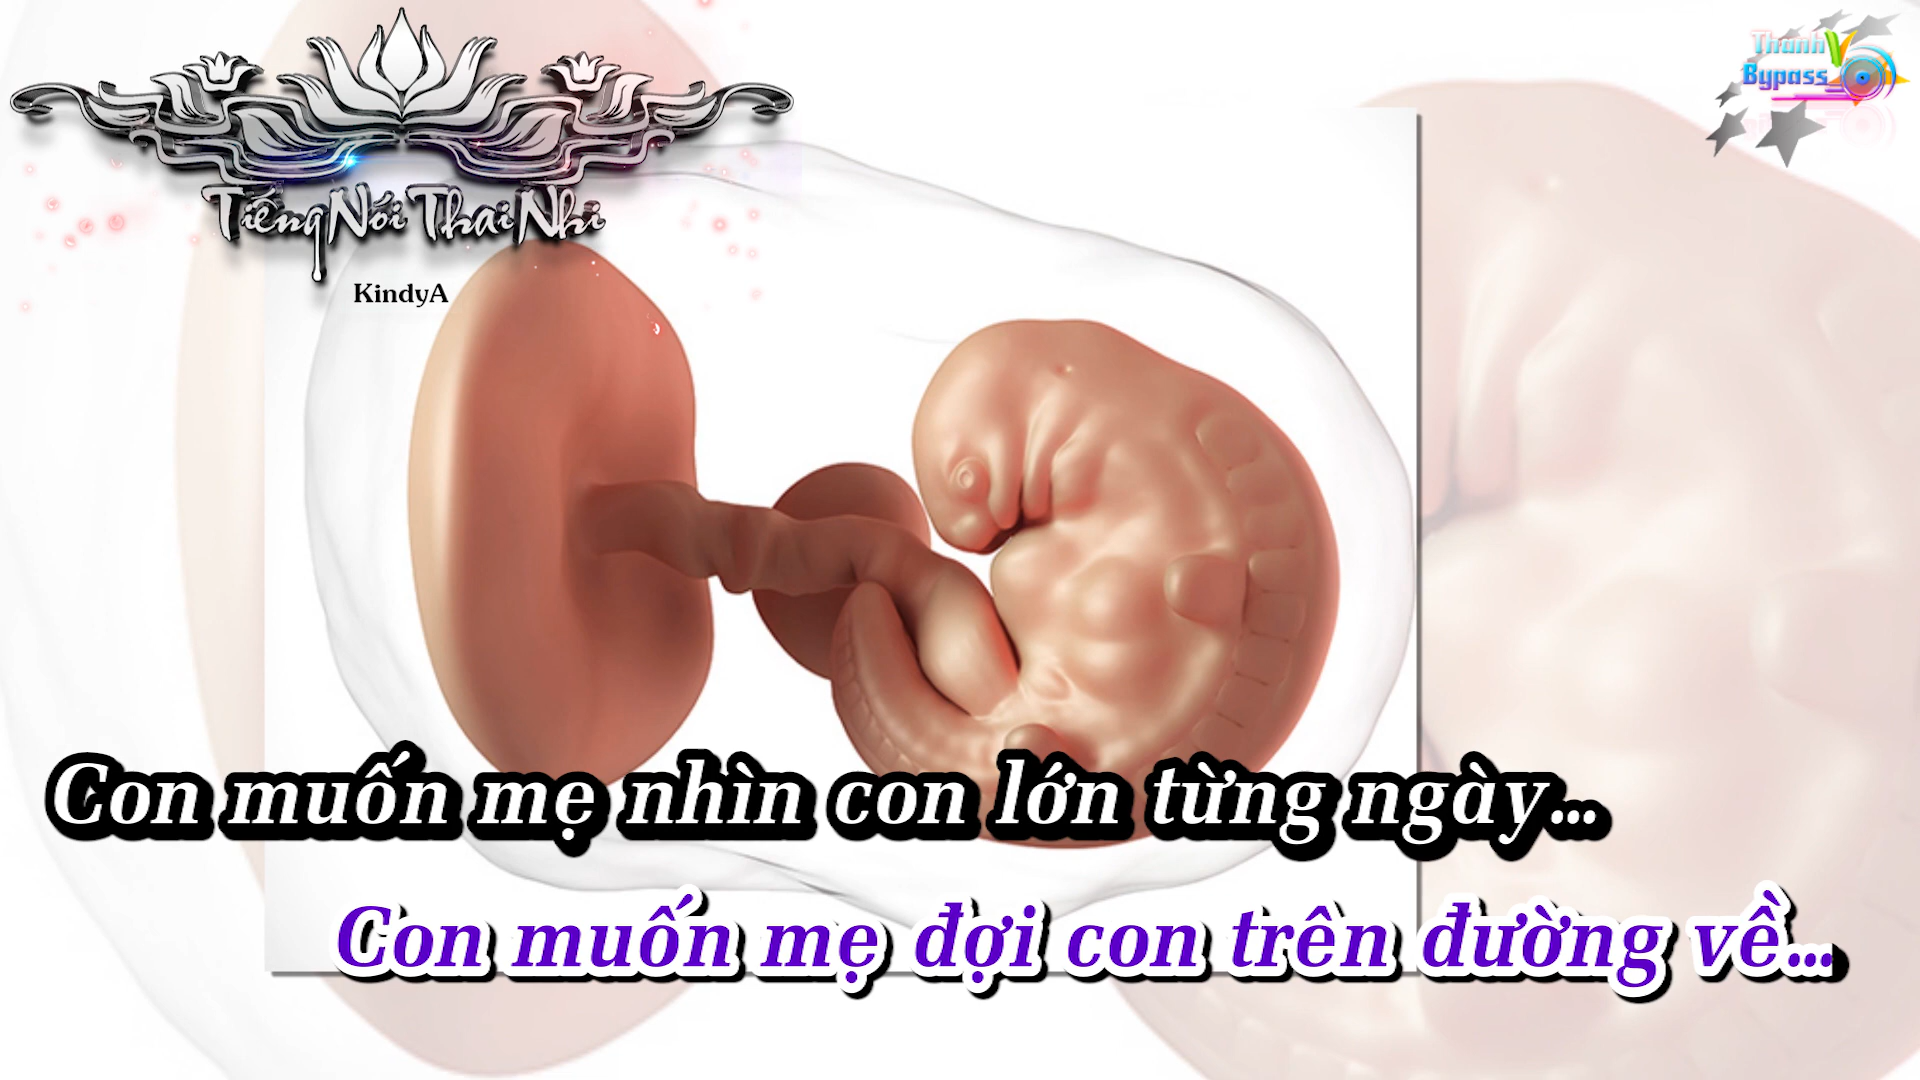 Tiếng Nói Thai Nhi
KindyA
Thanh V
Bypass
Con muốn mẹ nhìn con lớn từng ngày...
Con muốn mẹ đợi con trên đường về...